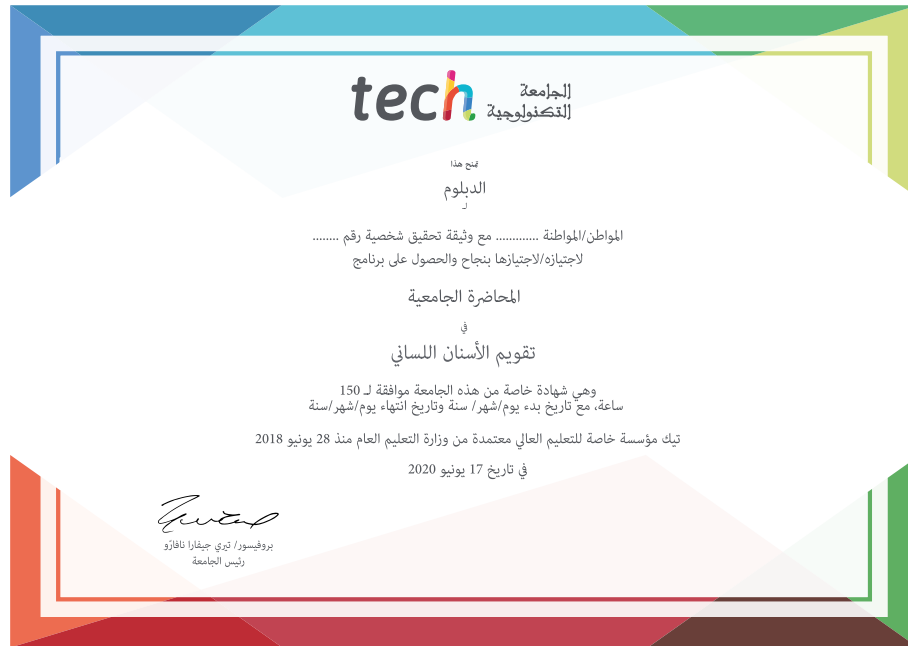 tech الجامعة
التكنولوجية
تمنح هذا
الدبلوم
لـ
المواطن/المواطنة ............. مع وثيقة تحقيق شخصية رقم ........
لاجتيازه/لاجتيازها بنجاح والحصول على برنامج
المحاضرة الجامعية
في
تقويم الأسنان اللساني
وهي شهادة خاصة من هذه الجامعة موافقة لـ 150
ساعة، مع تاريخ بدء يوم/شهر/ سنة وتاريخ انتهاء يوم/شهر/سنة
تيك مؤسسة خاصة للتعليم العالي معتمدة من وزارة التعليم العام منذ 28 يونيو 2018
في تاريخ 17 يونيو 2020
بروفيسور/ تيري جيفارا نافارّو
رئيس الجامعة